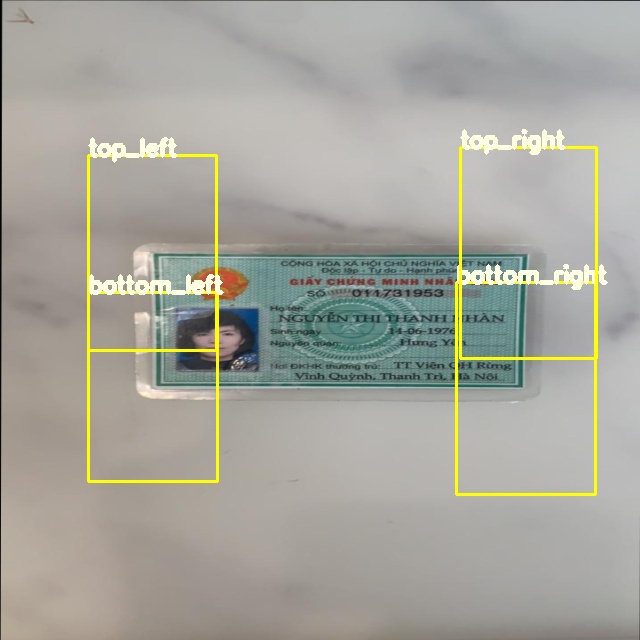 top_left
top_right
CỘNG HÒA XÃ HỘI CHỦ NGHĨA VIỆT NAM
Độc lập - Tự do - Hạnh phúc
GIẤY CHỨNG MINH NHÂN
bottom_left
bottom_right
SỐ 011731953
Họ tên
NGUYỄN THỊ THANH NHÀN
Sinh ngày 14-06-1976
Nguyên quán Hưng Yên
Nơi ĐKHK thường trú: TT Viện QH Rừng
Vĩnh Quỳnh, Thanh Trì, Hà Nội